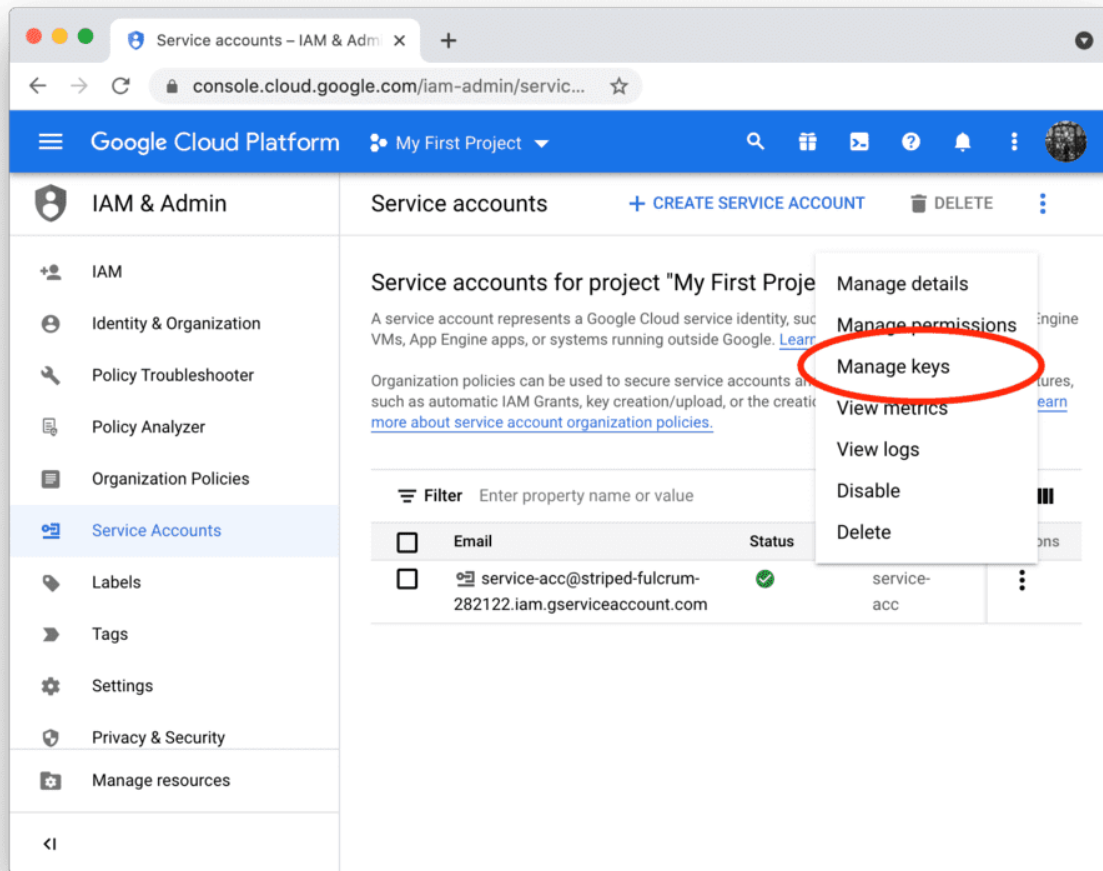 Service accounts – IAM & Adm
console.cloud.google.com/iam-admin/servic...
Google Cloud Platform
My First Project
IAM & Admin
Service accounts
+ CREATE SERVICE ACCOUNT
DELETE
IAM
Identity & Organization
Policy Troubleshooter
Policy Analyzer
Organization Policies
Service Accounts
Labels
Tags
Settings
Privacy & Security
Manage resources
Service accounts for project "My First Proje
A service account represents a Google Cloud service identity, suc
Engine
VMs, App Engine apps, or systems running outside Google. Learn
Organization policies can be used to secure service accounts an
tures,
such as automatic IAM Grants, key creation/upload, or the creatio
earn
more about service account organization policies.
Manage details
Manage permissions
Manage keys
View metrics
View logs
Disable
Delete
Filter Enter property name or value
Email Status ons
service-acc@striped-fulcrum-
282122.iam.gserviceaccount.com
service-
acc